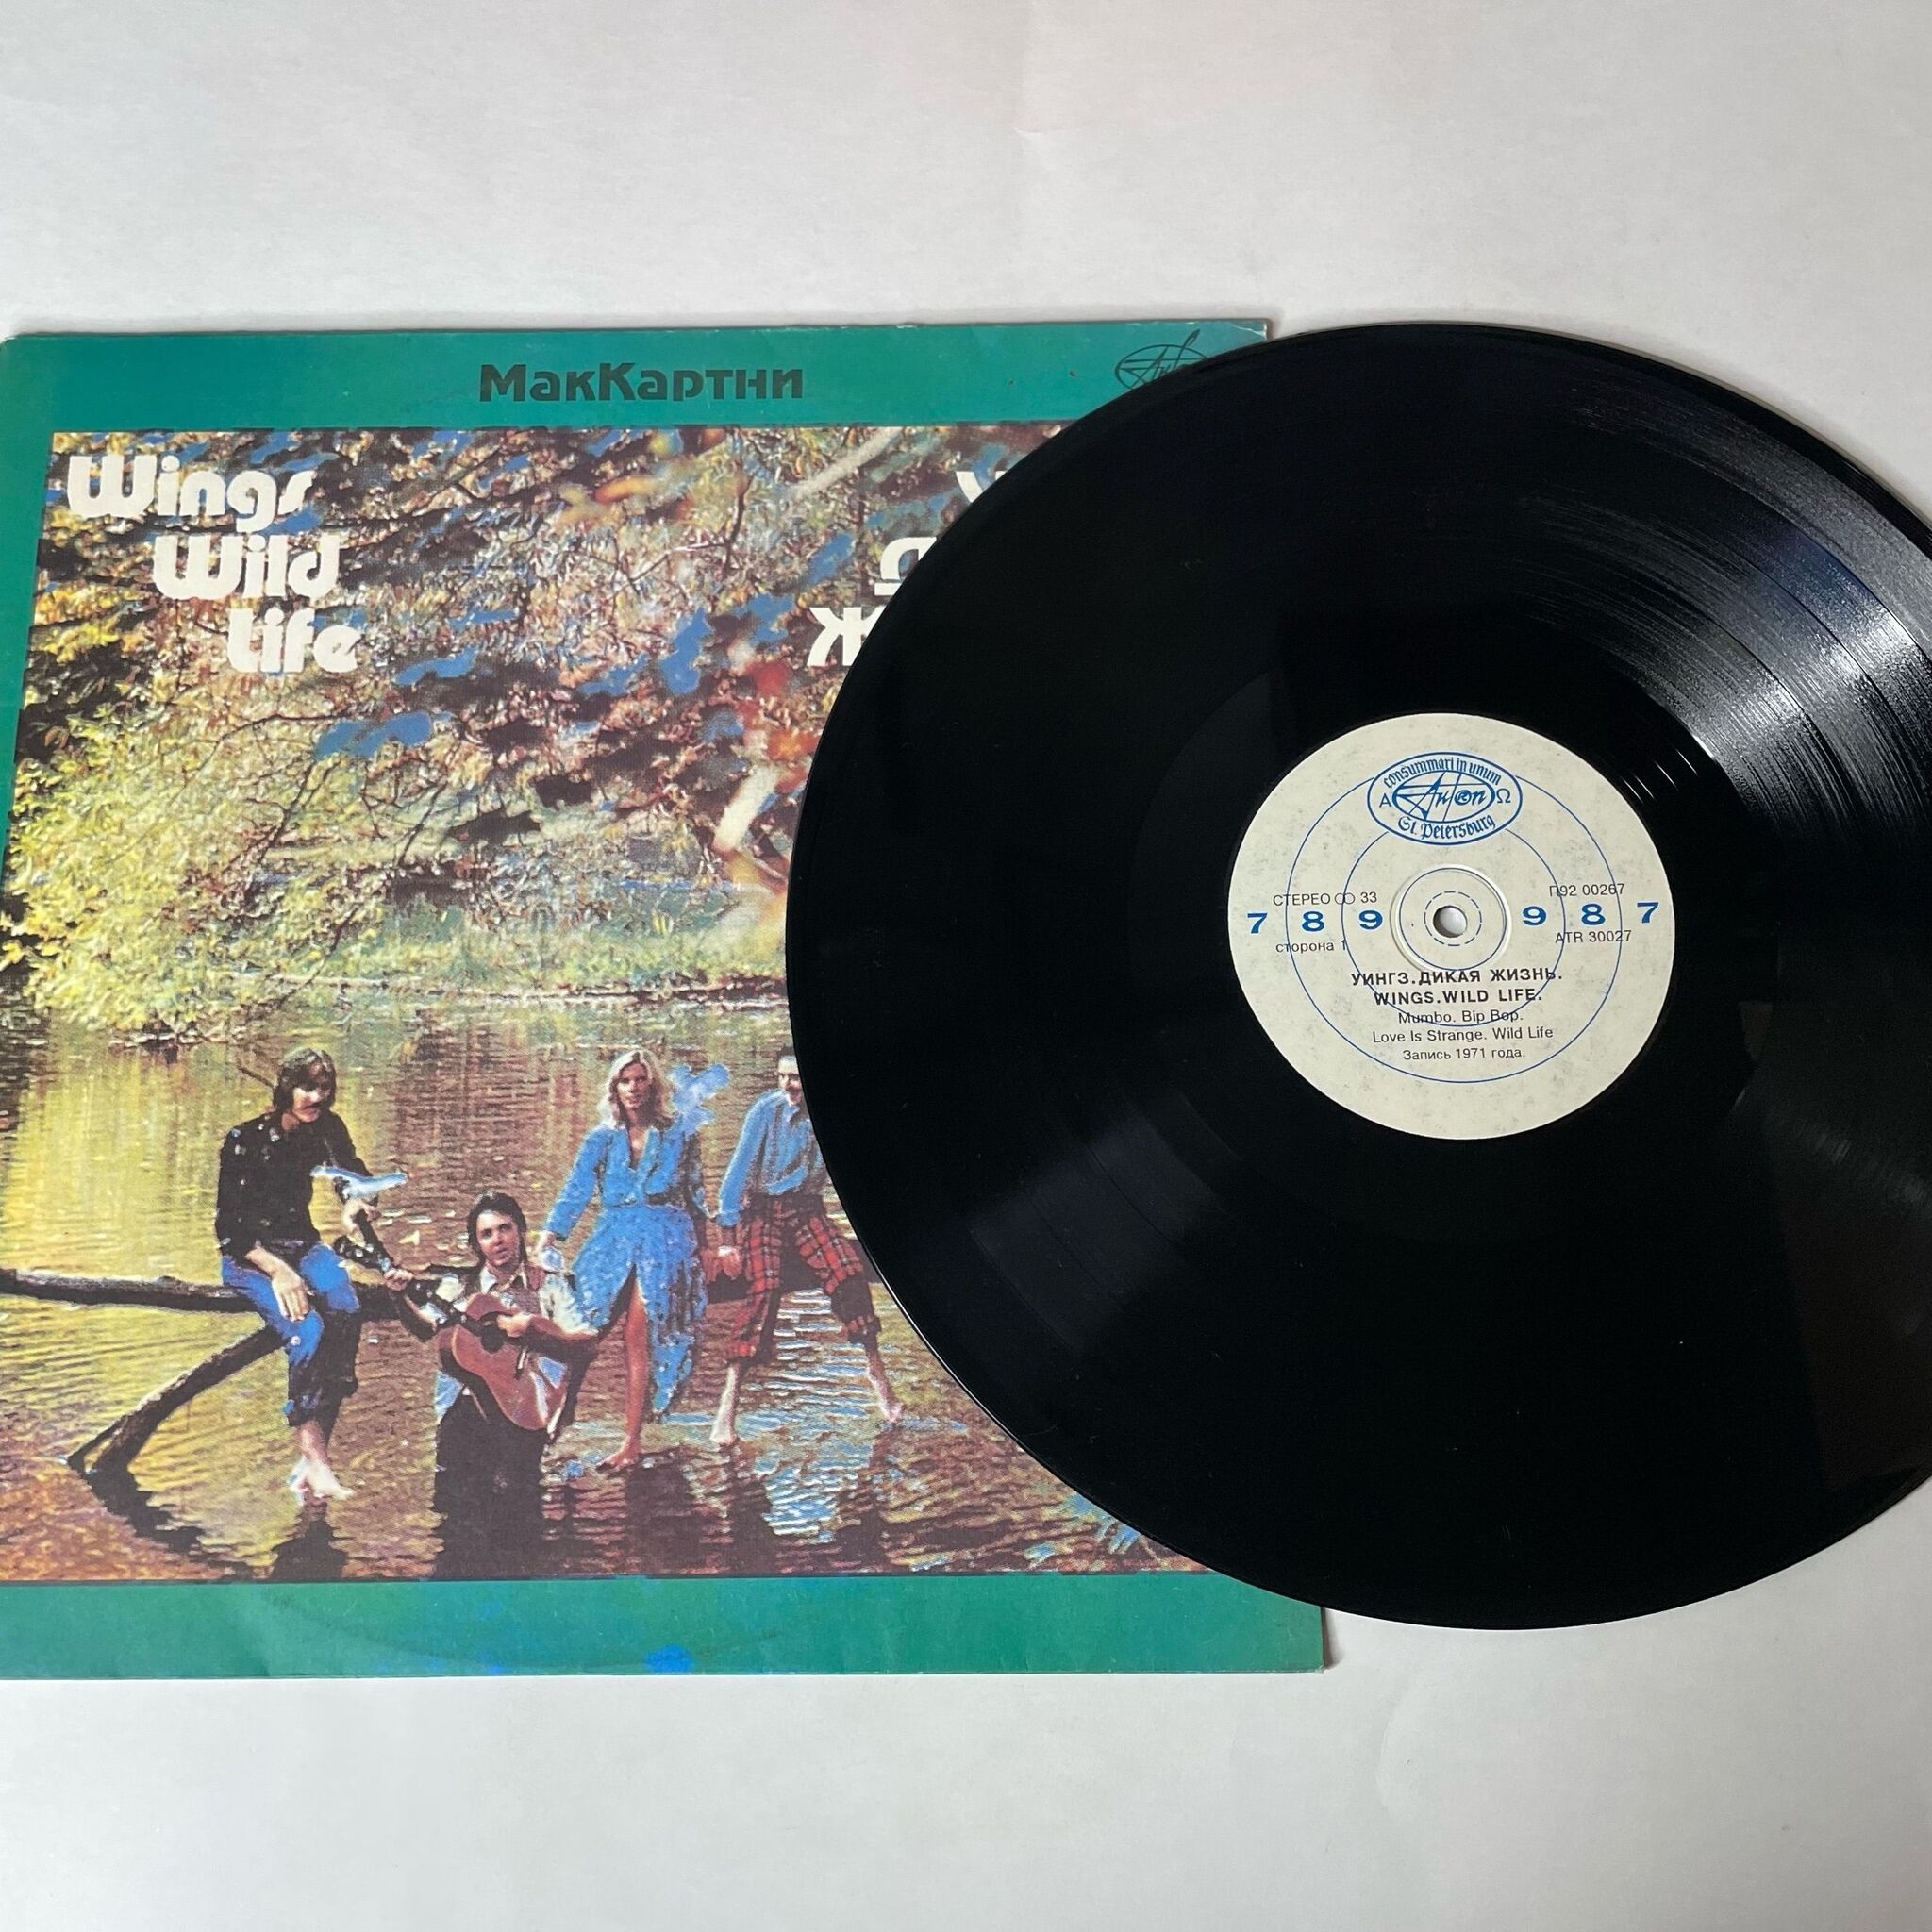 МакКартни
Wings
Wild
Life
consummari in unum
А АнТроп Ω
St. Petersburg
СТЕРЕО 33
П92 00267
7 8 9 9 8 7
сторона 1
ATR 30027
УИНГЗ.ДИКАЯ ЖИЗНЬ.
WINGS.WILD LIFE.
Mumbo. Bip Bop.
Love Is Strange. Wild Life
Запись 1971 года.